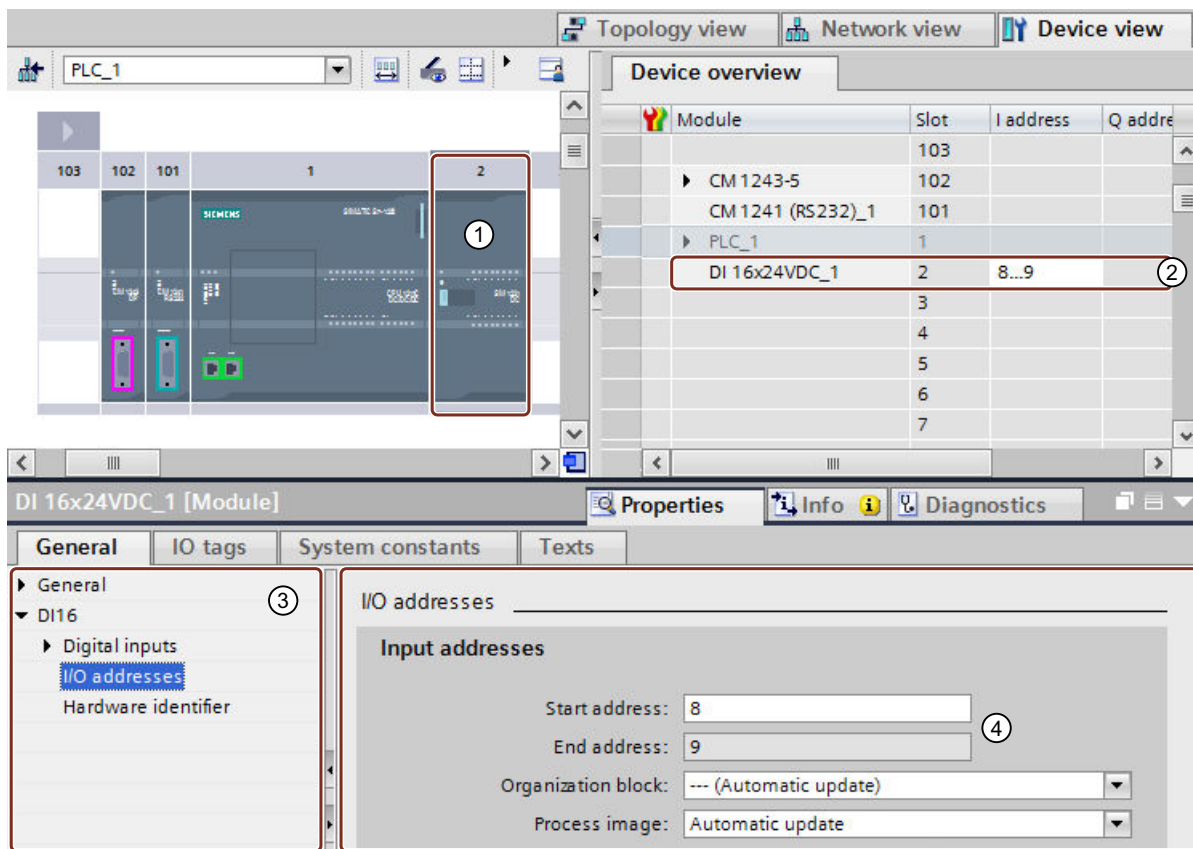 Topology view Network view Device view
PLC_1
Device overview
Module Slot I address Q addre
103
CM 1243-5 102
CM 1241 (RS232)_1 101
PLC_1 1
DI 16x24VDC_1 2 8...9 2
3
4
5
6
7
103 102 101 1 2
SIEMENS
1
DI 16x24VDC_1 [Module]
Properties Info Diagnostics
General IO tags System constants Texts
General
DI16
Digital inputs
I/O addresses
Hardware identifier
3
I/O addresses
Input addresses
Start address: 8
End address: 9
4
Organization block: --- (Automatic update)
Process image: Automatic update